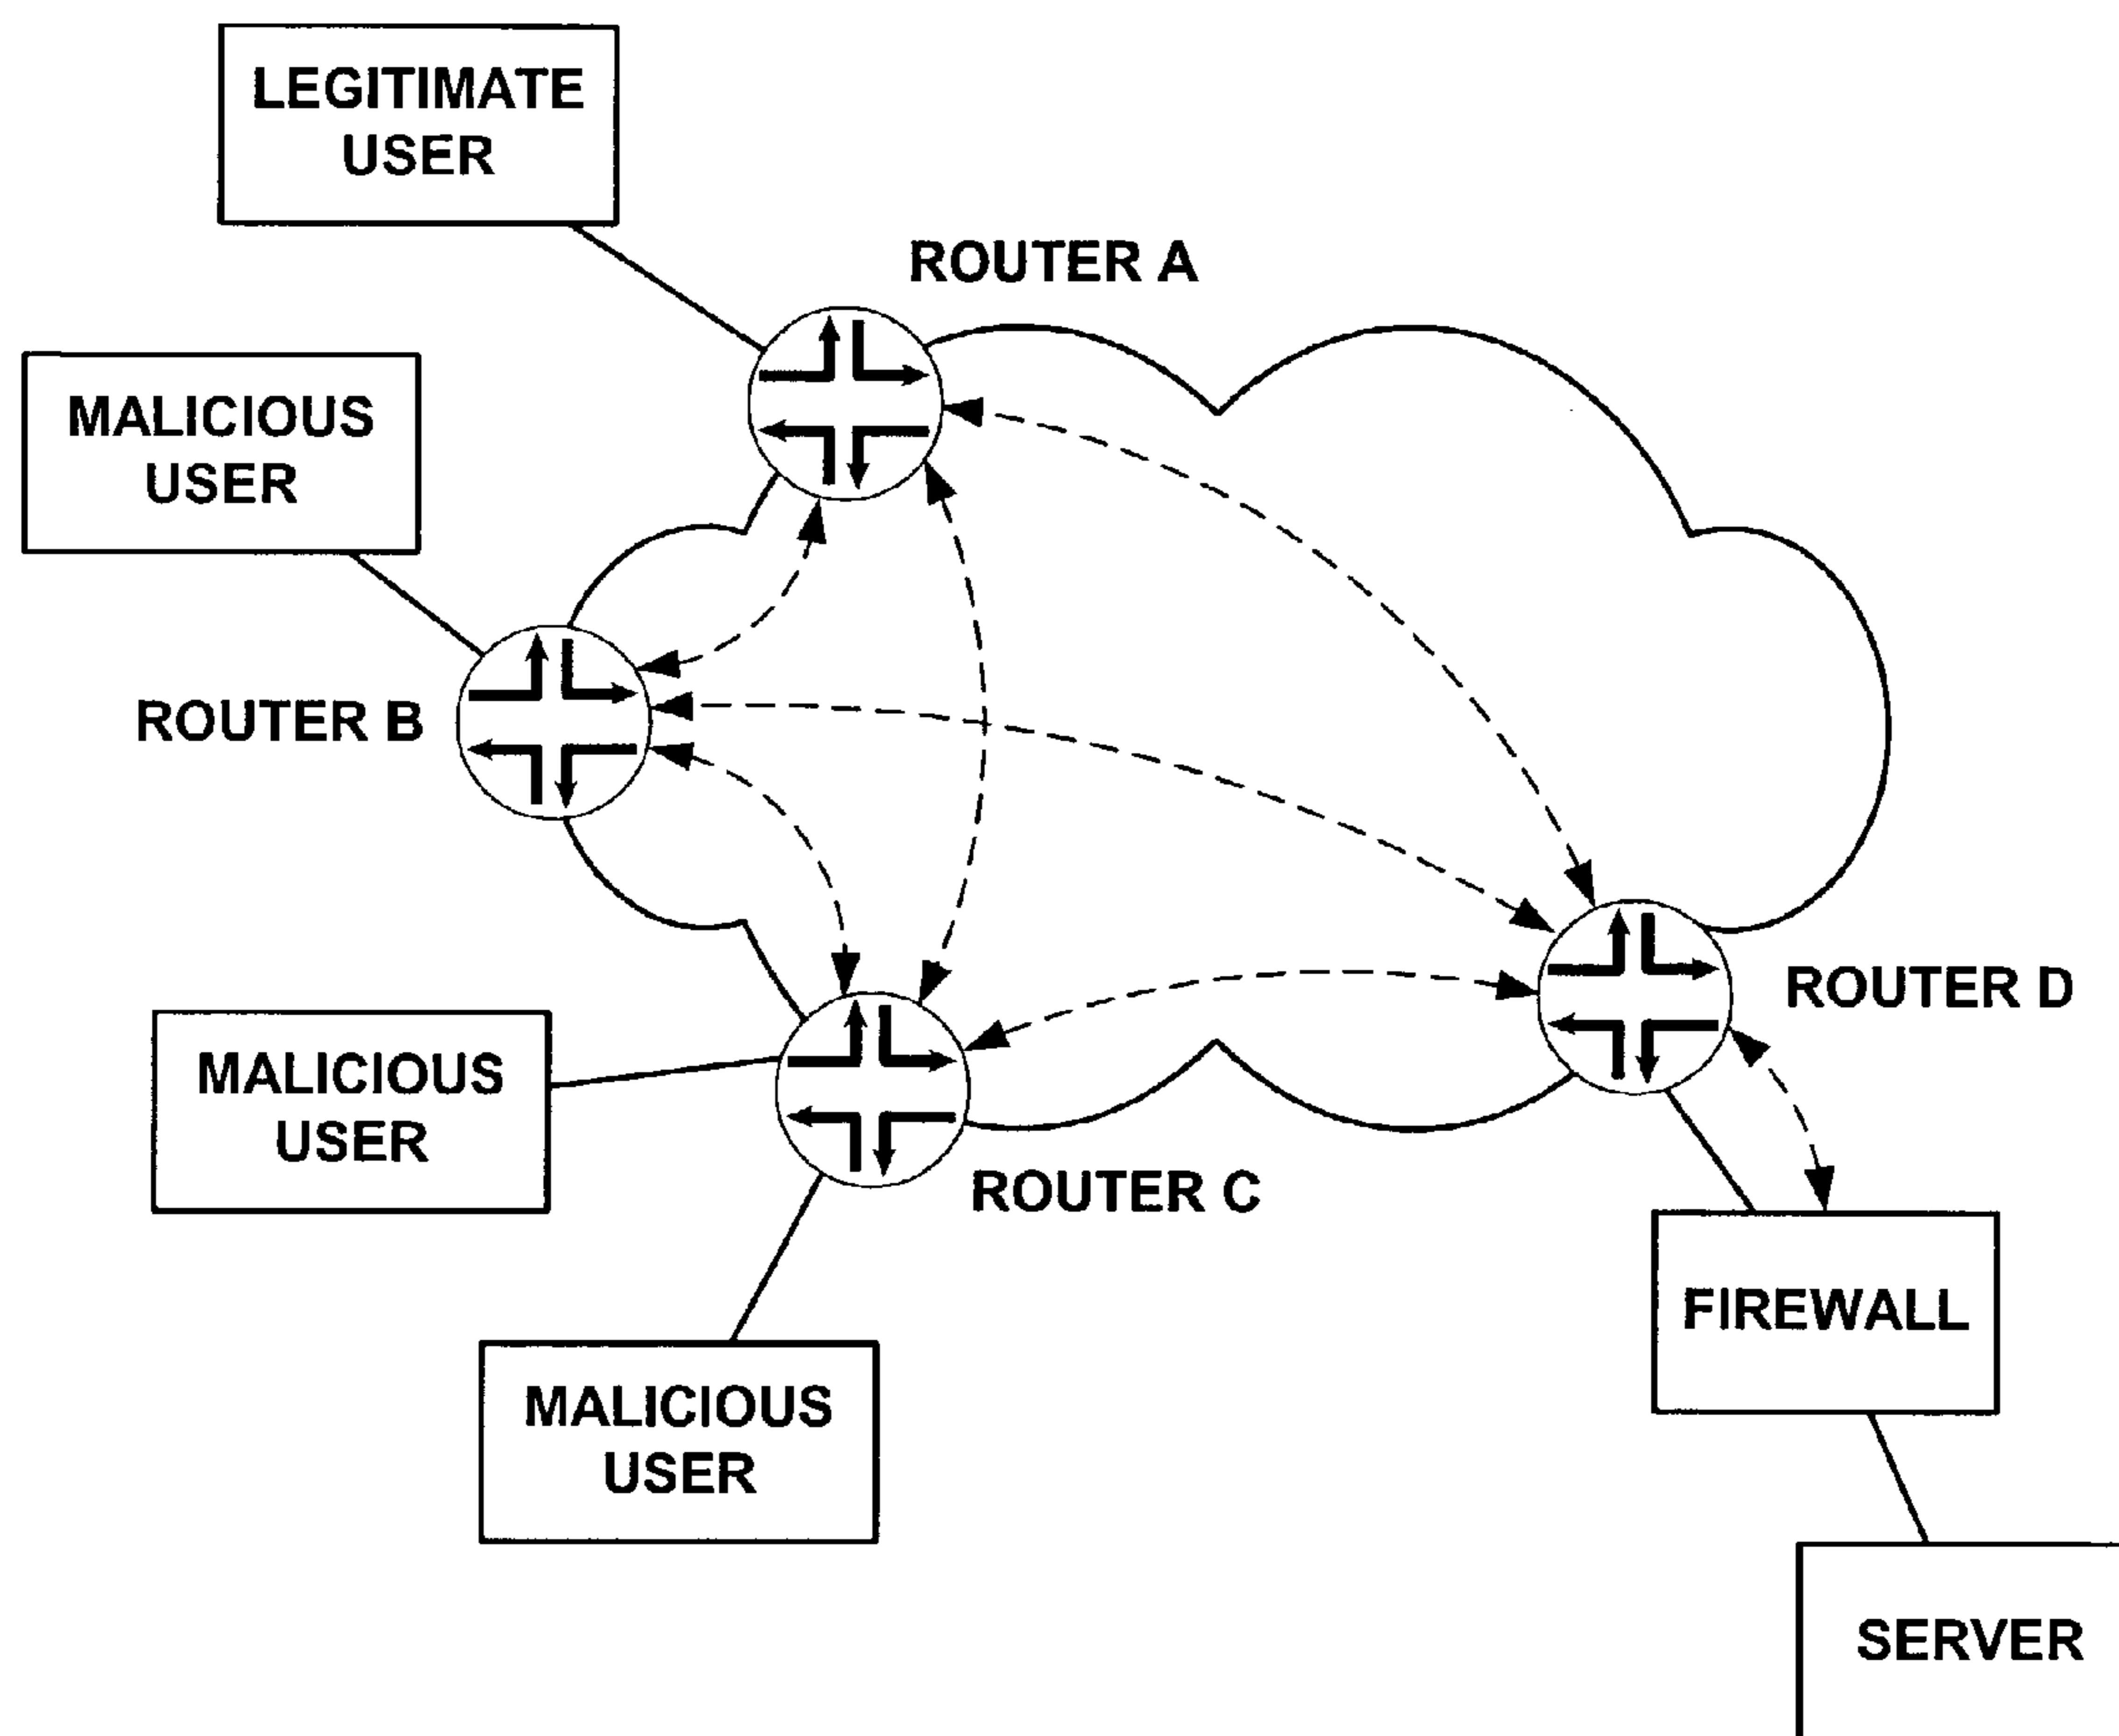 LEGITIMATE
USER
ROUTER A
MALICIOUS
USER
ROUTER B
MALICIOUS
USER
ROUTER C
ROUTER D
MALICIOUS
USER
FIREWALL
SERVER